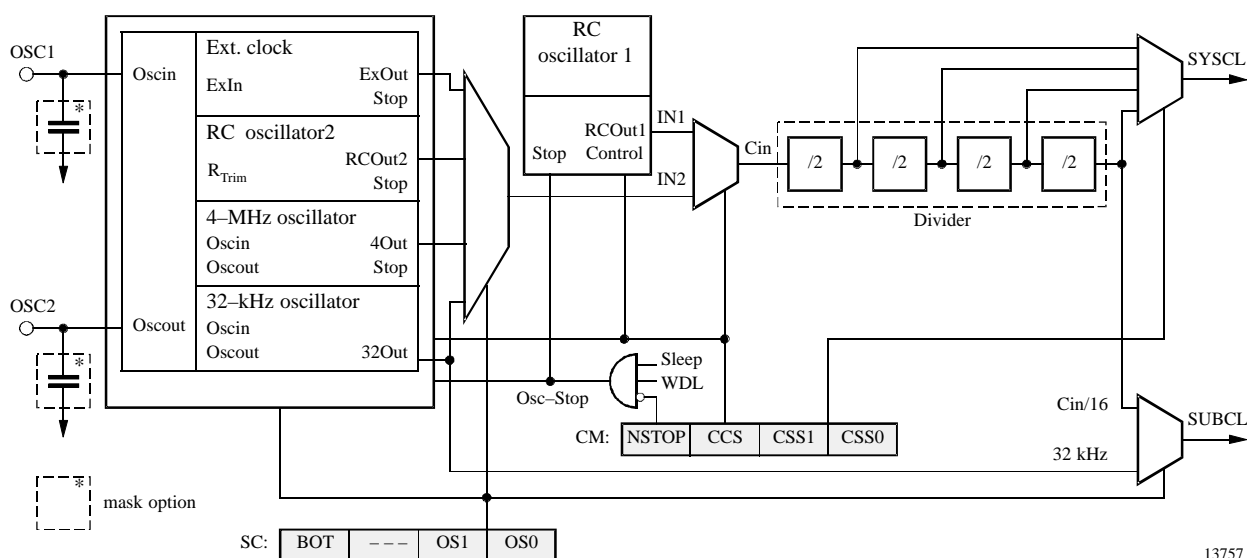 OSC1
*
Oscin
Ext. clock
ExIn
ExOut
Stop
RC oscillator2
RTrim
RCOut2
Stop
4–MHz oscillator
Oscin
Oscout
4Out
Stop
32–kHz oscillator
Oscin
Oscout
32Out
OSC2
*
Oscout
RC
oscillator 1
RCOut1
Stop
Control
IN1
IN2
Cin
/2
/2
/2
/2
Divider
SYSCL
Sleep
WDL
Osc–Stop
CM:
NSTOP
CCS
CSS1
CSS0
Cin/16
32 kHz
SUBCL
*
mask option
SC:
BOT
– – –
OS1
OS0
13757